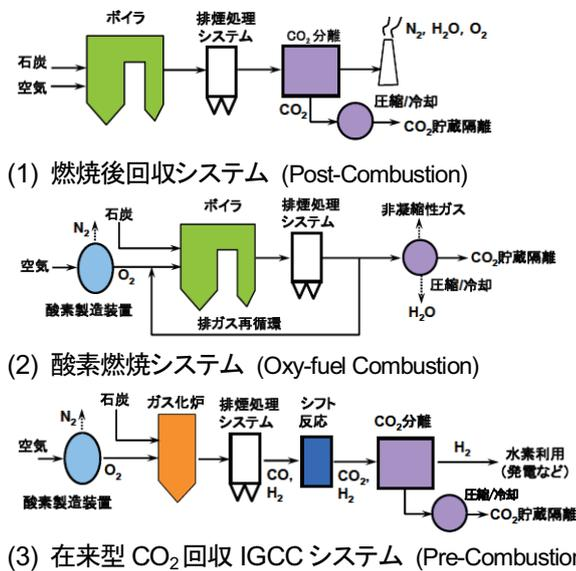 ボイラ
排煙処理
システム
CO2分離
N2, H2O, O2
石炭
空気
CO2
圧縮/冷却
CO2貯蔵隔離
(1) 燃焼後回収システム (Post-Combustion)
石炭
N2
ボイラ
排煙処理
システム
非凝縮性ガス
空気
O2
CO2貯蔵隔離
圧縮/冷却
酸素製造装置
排ガス再循環
H2O
(2) 酸素燃焼システム (Oxy-fuel Combustion)
石炭
N2
ガス化炉
排煙処理
システム
シフト
反応
CO2分離
H2
空気
O2
CO,
H2
CO2,
H2
水素利用
(発電など)
酸素製造装置
圧縮/冷却
CO2貯蔵隔離
(3) 在来型 CO2回収 IGCC システム (Pre-Combustion